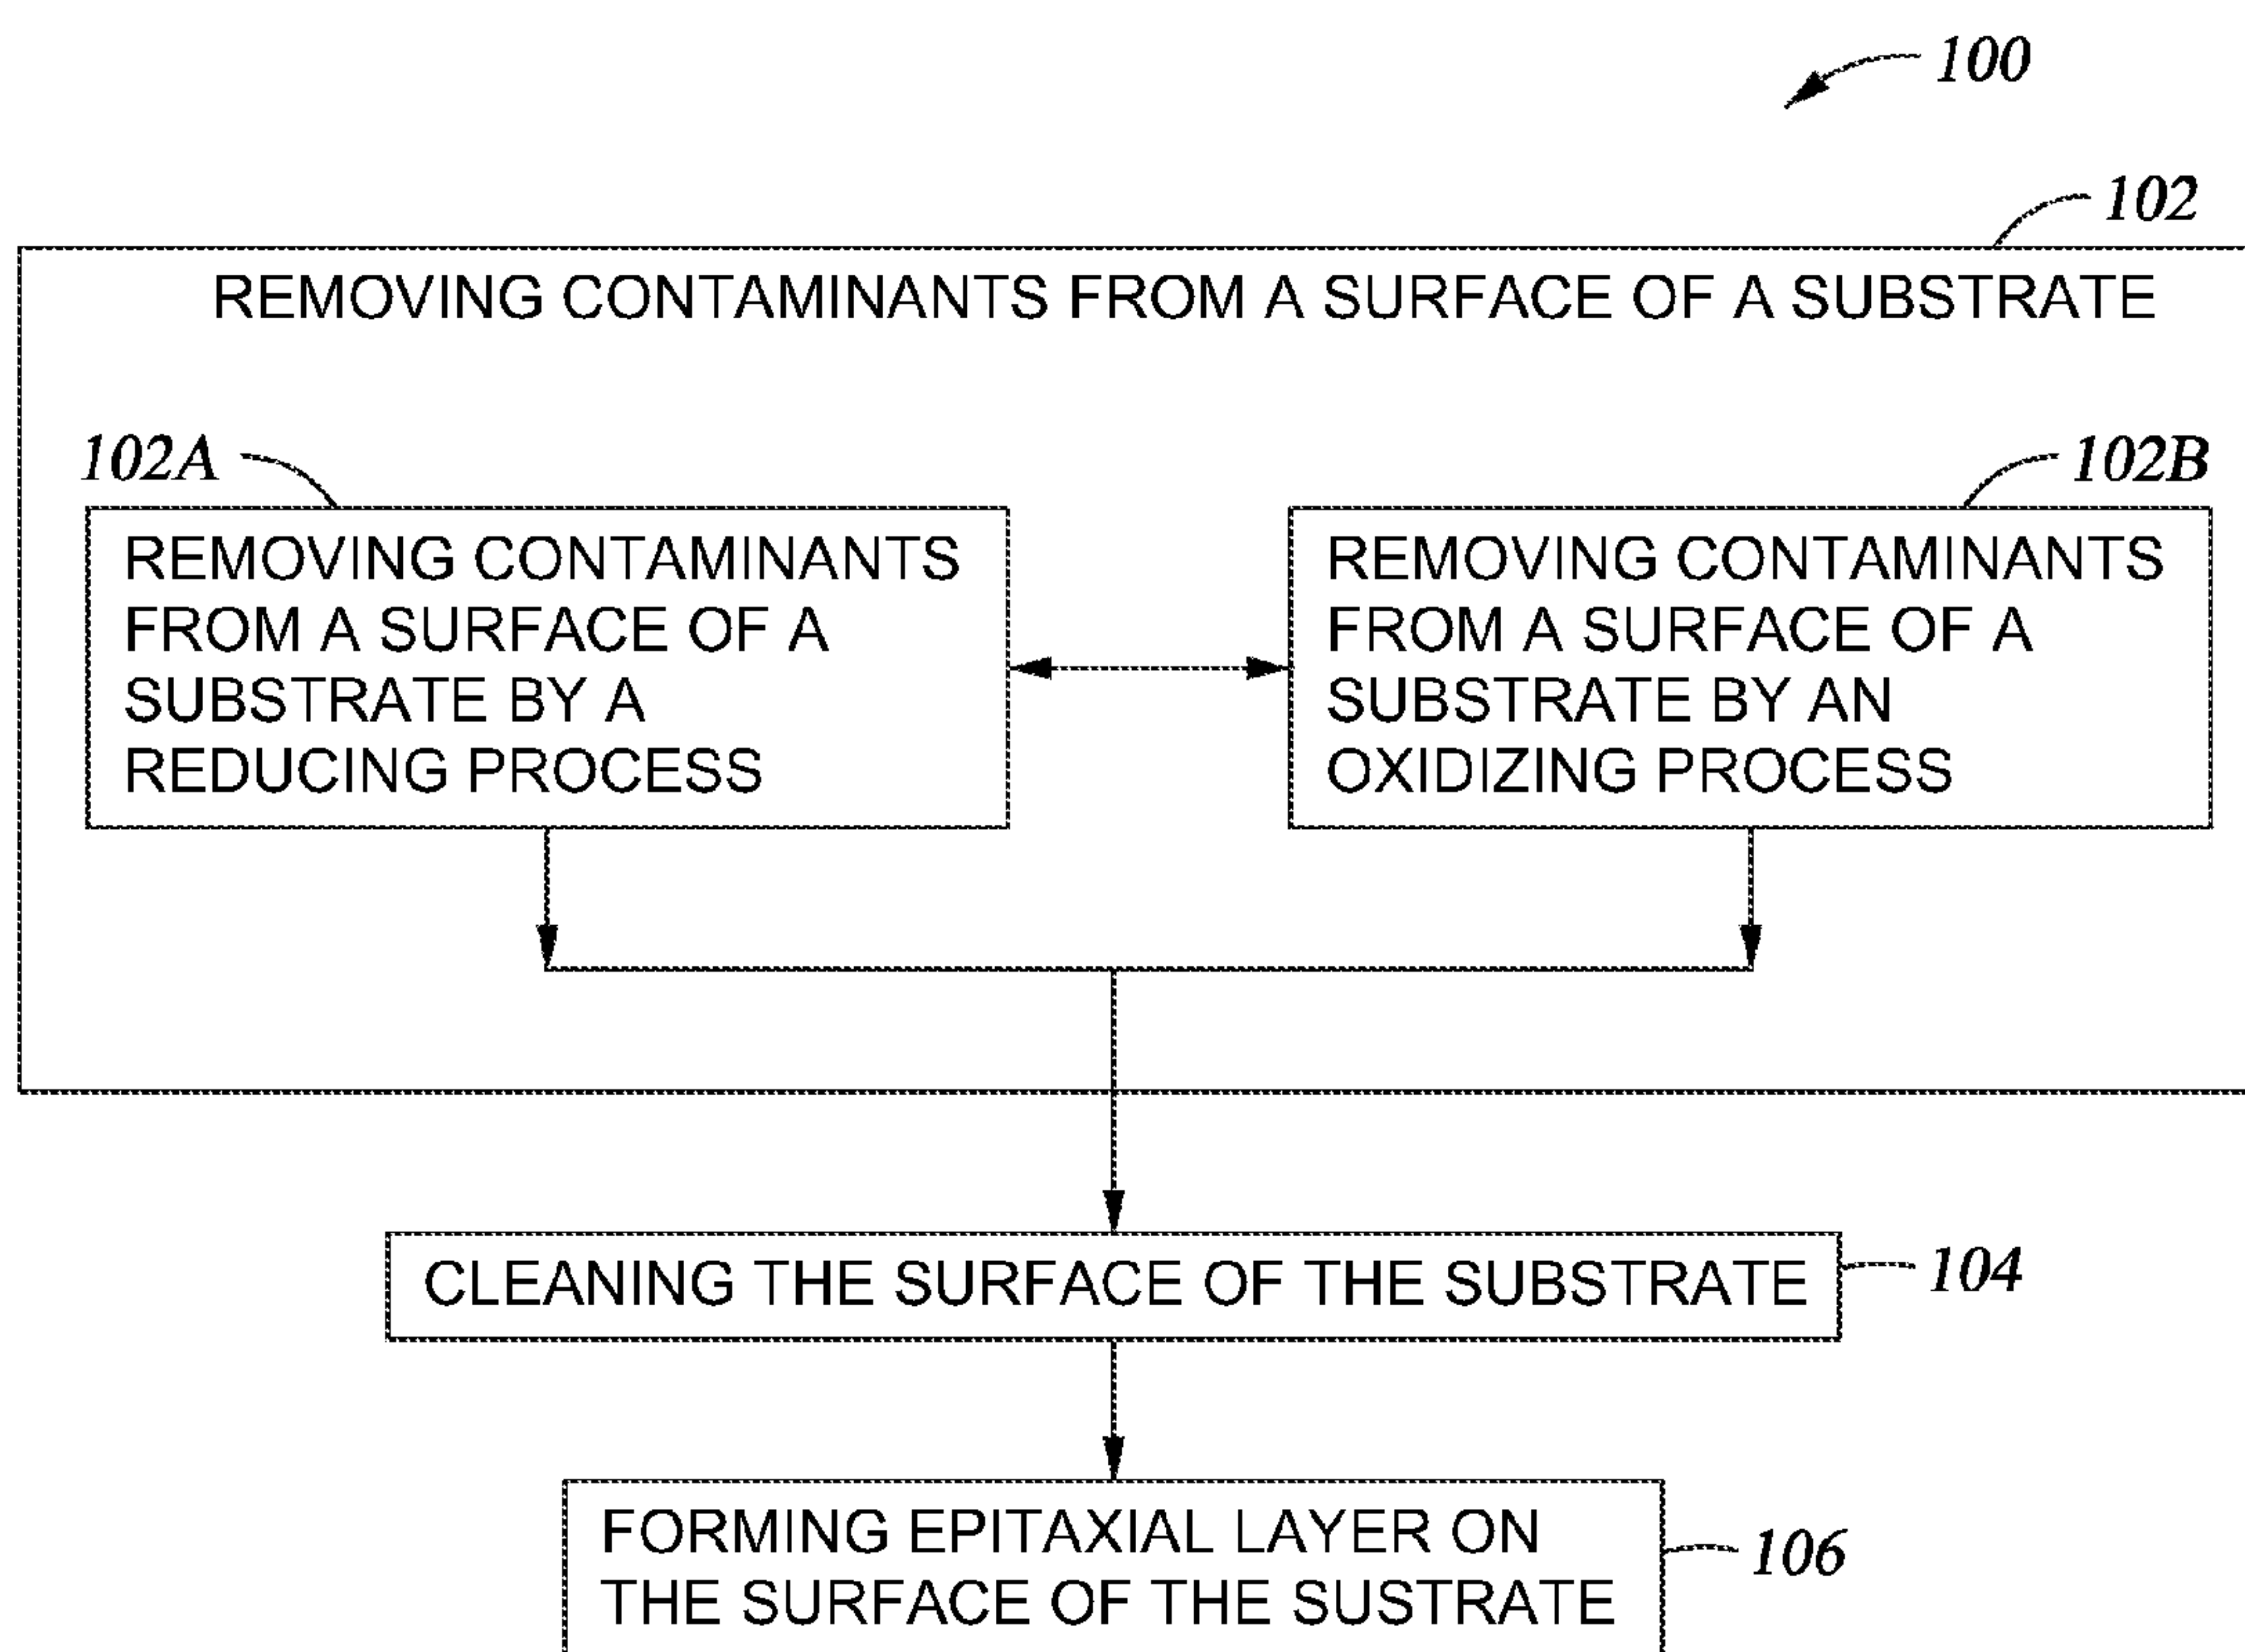 100
102
REMOVING CONTAMINANTS FROM A SURFACE OF A SUBSTRATE
102A
REMOVING CONTAMINANTS
FROM A SURFACE OF A
SUBSTRATE BY A
REDUCING PROCESS
102B
REMOVING CONTAMINANTS
FROM A SURFACE OF A
SUBSTRATE BY AN
OXIDIZING PROCESS
CLEANING THE SURFACE OF THE SUBSTRATE
104
FORMING EPITAXIAL LAYER ON
THE SURFACE OF THE SUSTRATE
106